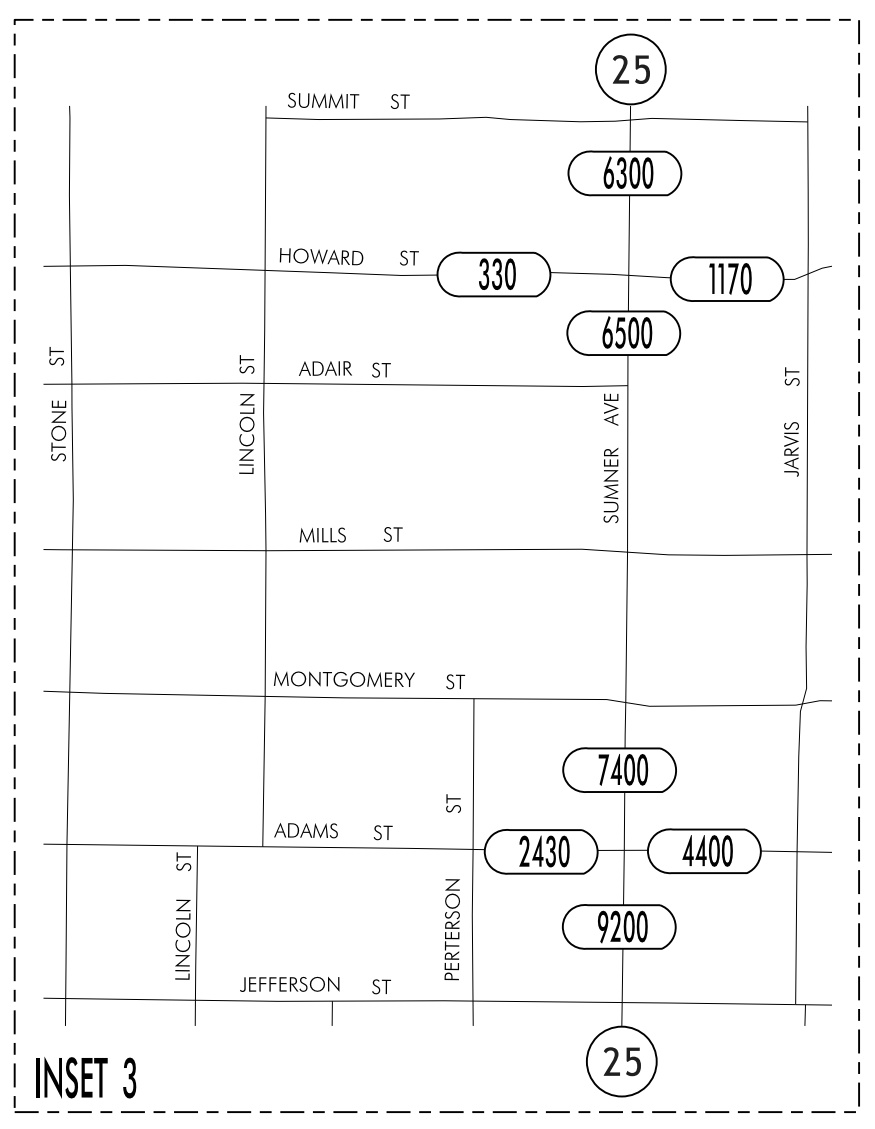 25
SUMMIT ST
6300
HOWARD ST
330
1170
6500
STONE ST
LINCOLN ST
ADAIR ST
SUMNER AVE
JARVIS ST
MILLS ST
MONTGOMERY ST
7400
PERTERSON ST
ADAMS ST
2430
4400
LINCOLN ST
9200
JEFFERSON ST
25
INSET 3